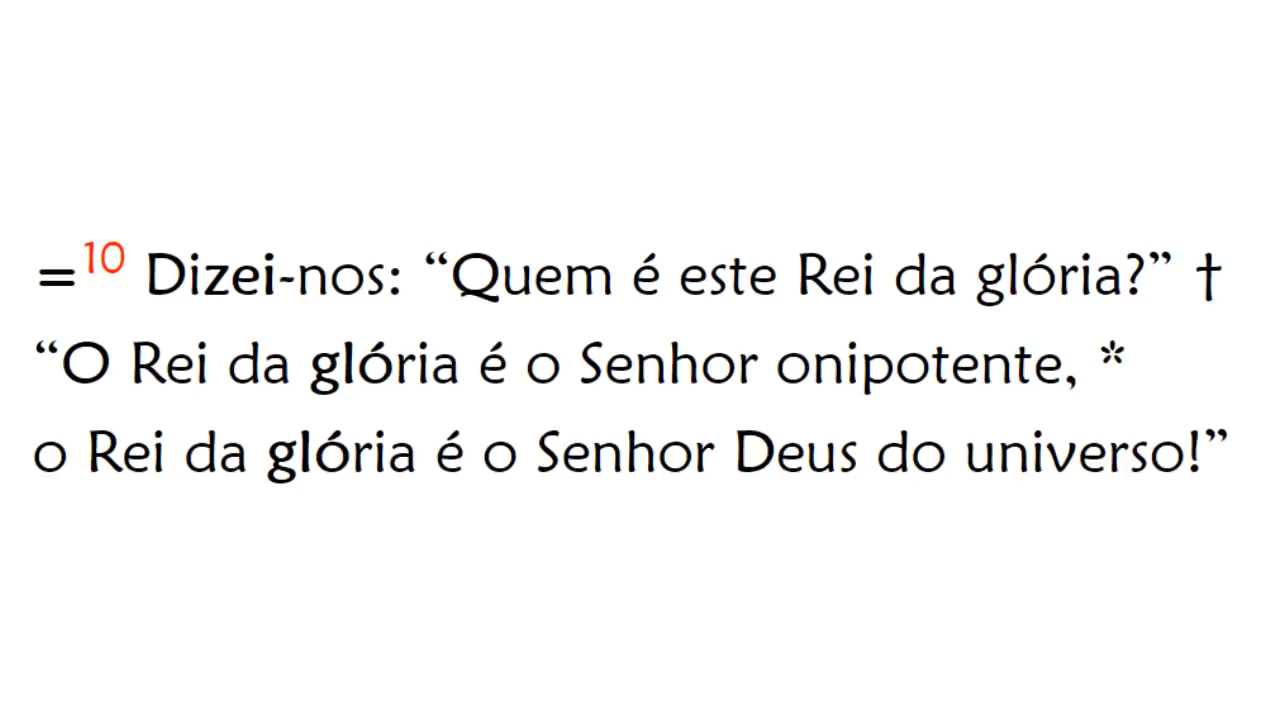 =10 Dizei-nos: “Quem é este Rei da glória?” †
“O Rei da glória é o Senhor onipotente, *
o Rei da glória é o Senhor Deus do universo!”